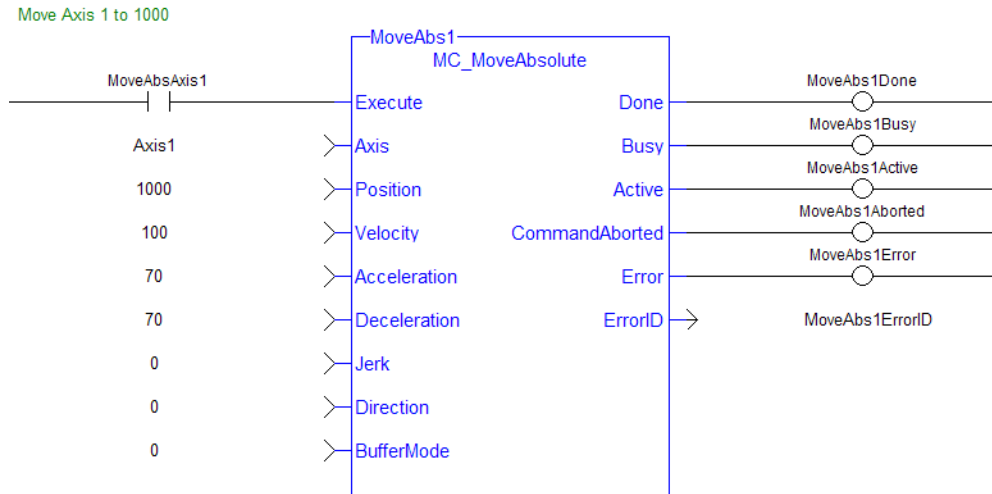 Move Axis 1 to 1000
MoveAbs1
MC_MoveAbsolute
MoveAbsAxis1
Execute
Done
MoveAbs1Done
Axis1
Axis
Busy
MoveAbs1Busy
1000
Position
Active
MoveAbs1Active
100
Velocity
CommandAborted
MoveAbs1Aborted
70
Acceleration
Error
MoveAbs1Error
70
Deceleration
ErrorID
MoveAbs1ErrorID
0
Jerk
0
Direction
0
BufferMode